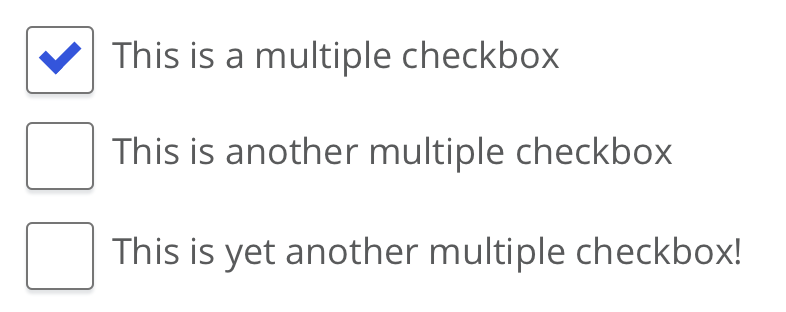 This is a multiple checkbox
This is another multiple checkbox
This is yet another multiple checkbox!